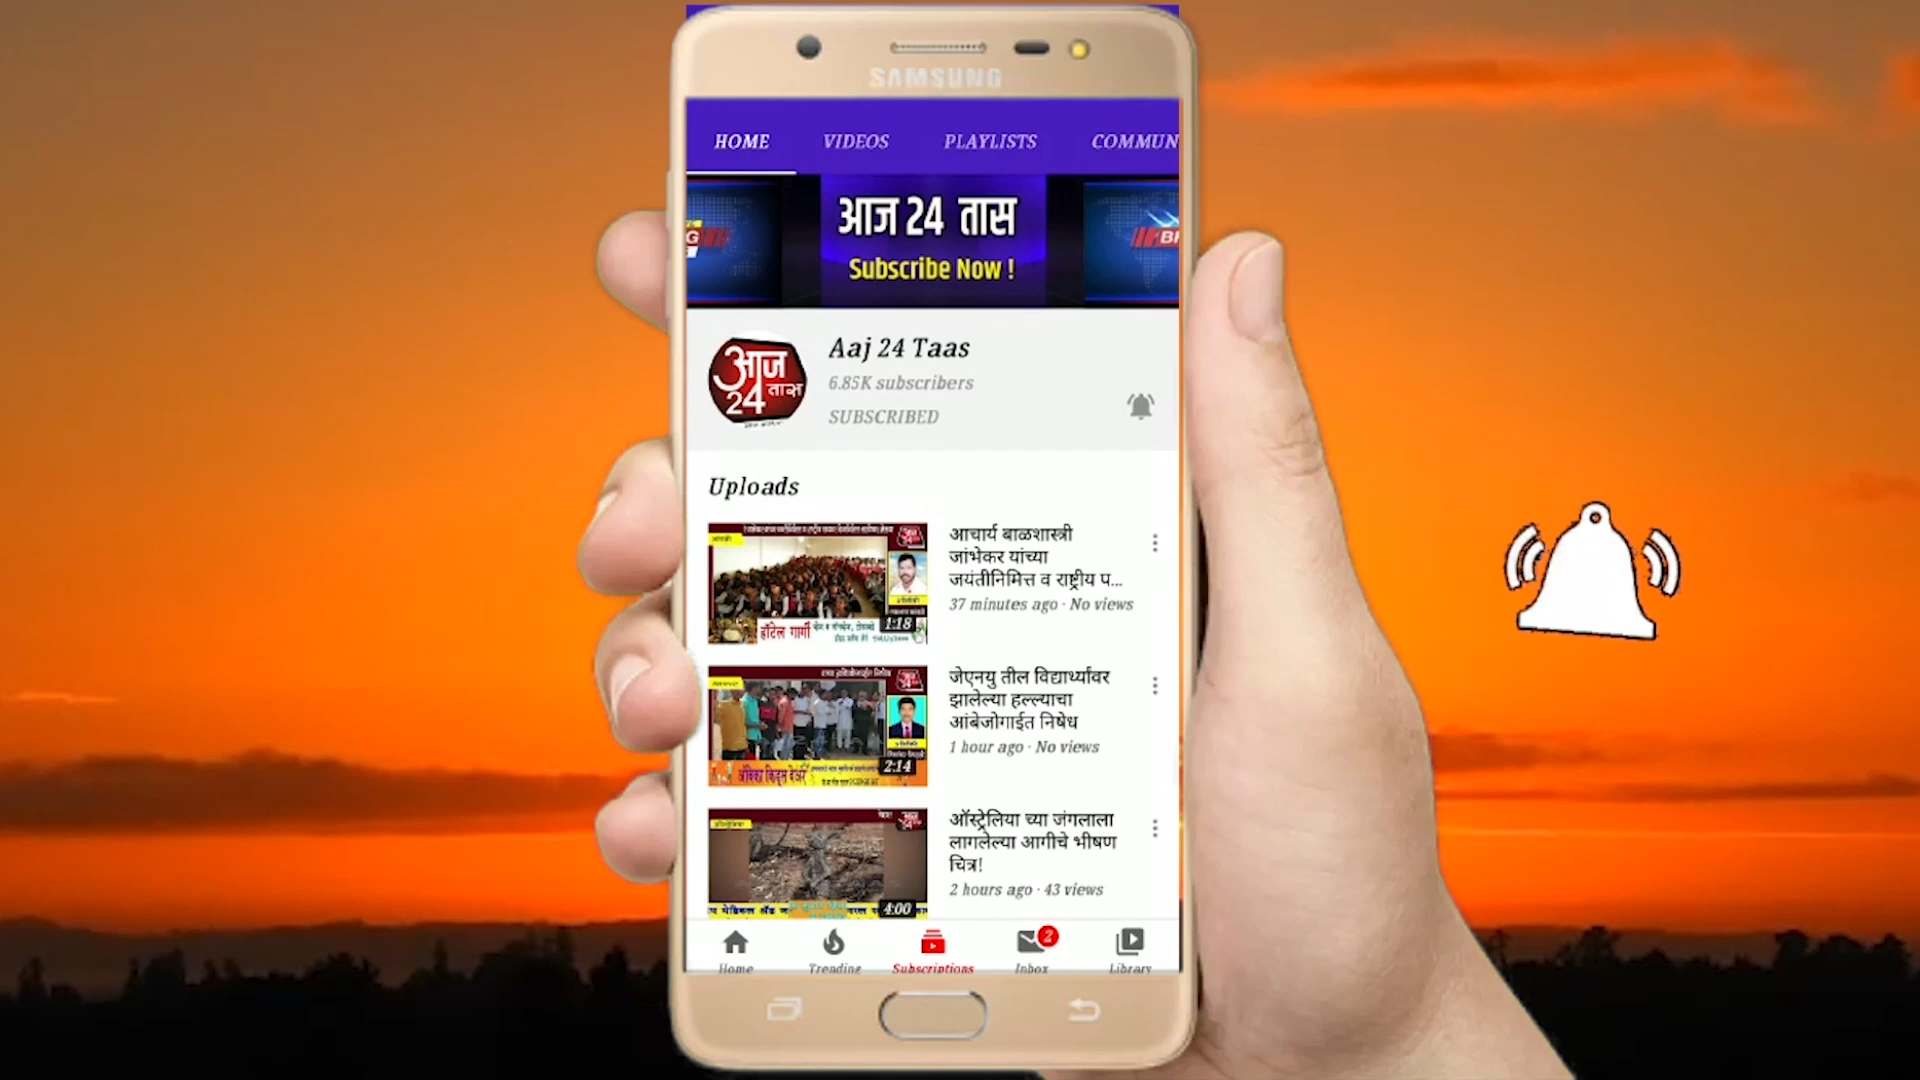 SAMSUNG
HOME VIDEOS PLAYLISTS COMMUN
आज 24 तास
Subscribe Now !
आज
24 तास
Aaj 24 Taas
6.85K subscribers
SUBSCRIBED
Uploads
आचार्य बाळशास्त्री
जांभेकर यांच्या
जयंतीनिमित्त व राष्ट्रीय प...
37 minutes ago · No views
हॉटेल गार्गी
1:18
जेएनयु तील विद्यार्थ्यांवर
झालेल्या हल्ल्याचा
आंबेजोगाईत निषेध
1 hour ago · No views
2:14
ऑस्ट्रेलिया च्या जंगलाला
लागलेल्या आगीचे भीषण
चित्र!
2 hours ago · 43 views
4:00
2
Home Trending Subscriptions Inbox Library